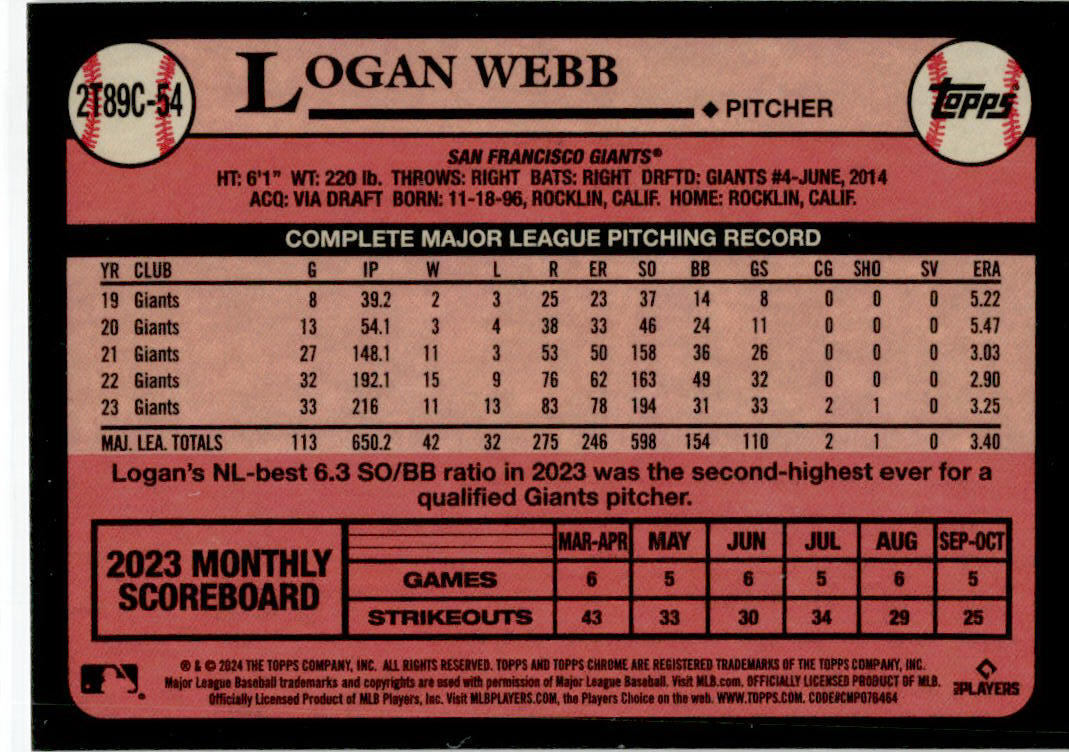 2T89C-54
LOGAN WEBB
◆ PITCHER
Topps®
SAN FRANCISCO GIANTS®
HT: 6'1" WT: 220 lb. THROWS: RIGHT BATS: RIGHT DRFTD: GIANTS #4-JUNE, 2014
ACQ: VIA DRAFT BORN: 11-18-96, ROCKLIN, CALIF. HOME: ROCKLIN, CALIF.
COMPLETE MAJOR LEAGUE PITCHING RECORD
YR CLUB G IP W L R ER SO BB GS CG SHO SV ERA
19 Giants 8 39.2 2 3 25 23 37 14 8 0 0 0 5.22
20 Giants 13 54.1 3 4 38 33 46 24 11 0 0 0 5.47
21 Giants 27 148.1 11 3 53 50 158 36 26 0 0 0 3.03
22 Giants 32 192.1 15 9 76 62 163 49 32 0 0 0 2.90
23 Giants 33 216 11 13 83 78 194 31 33 2 1 0 3.25
MAJ. LEA. TOTALS 113 650.2 42 32 275 246 598 154 110 2 1 0 3.40
Logan's NL-best 6.3 SO/BB ratio in 2023 was the second-highest ever for a
qualified Giants pitcher.
2023 MONTHLY
SCOREBOARD
MAR-APR MAY JUN JUL AUG SEP-OCT
GAMES 6 5 6 5 6 5
STRIKEOUTS 43 33 30 34 29 25
® & © 2024 THE TOPPS COMPANY, INC. ALL RIGHTS RESERVED. TOPPS AND TOPPS CHROME ARE REGISTERED TRADEMARKS OF THE TOPPS COMPANY, INC.
Major League Baseball trademarks and copyrights are used with permission of Major League Baseball. Visit MLB.com. OFFICIALLY LICENSED PRODUCT OF MLB.
Officially Licensed Product of MLB Players, Inc. Visit MLBPLAYERS.COM, the Players Choice on the web. WWW.TOPPS.COM. CODE#CMP076464
PLAYERS